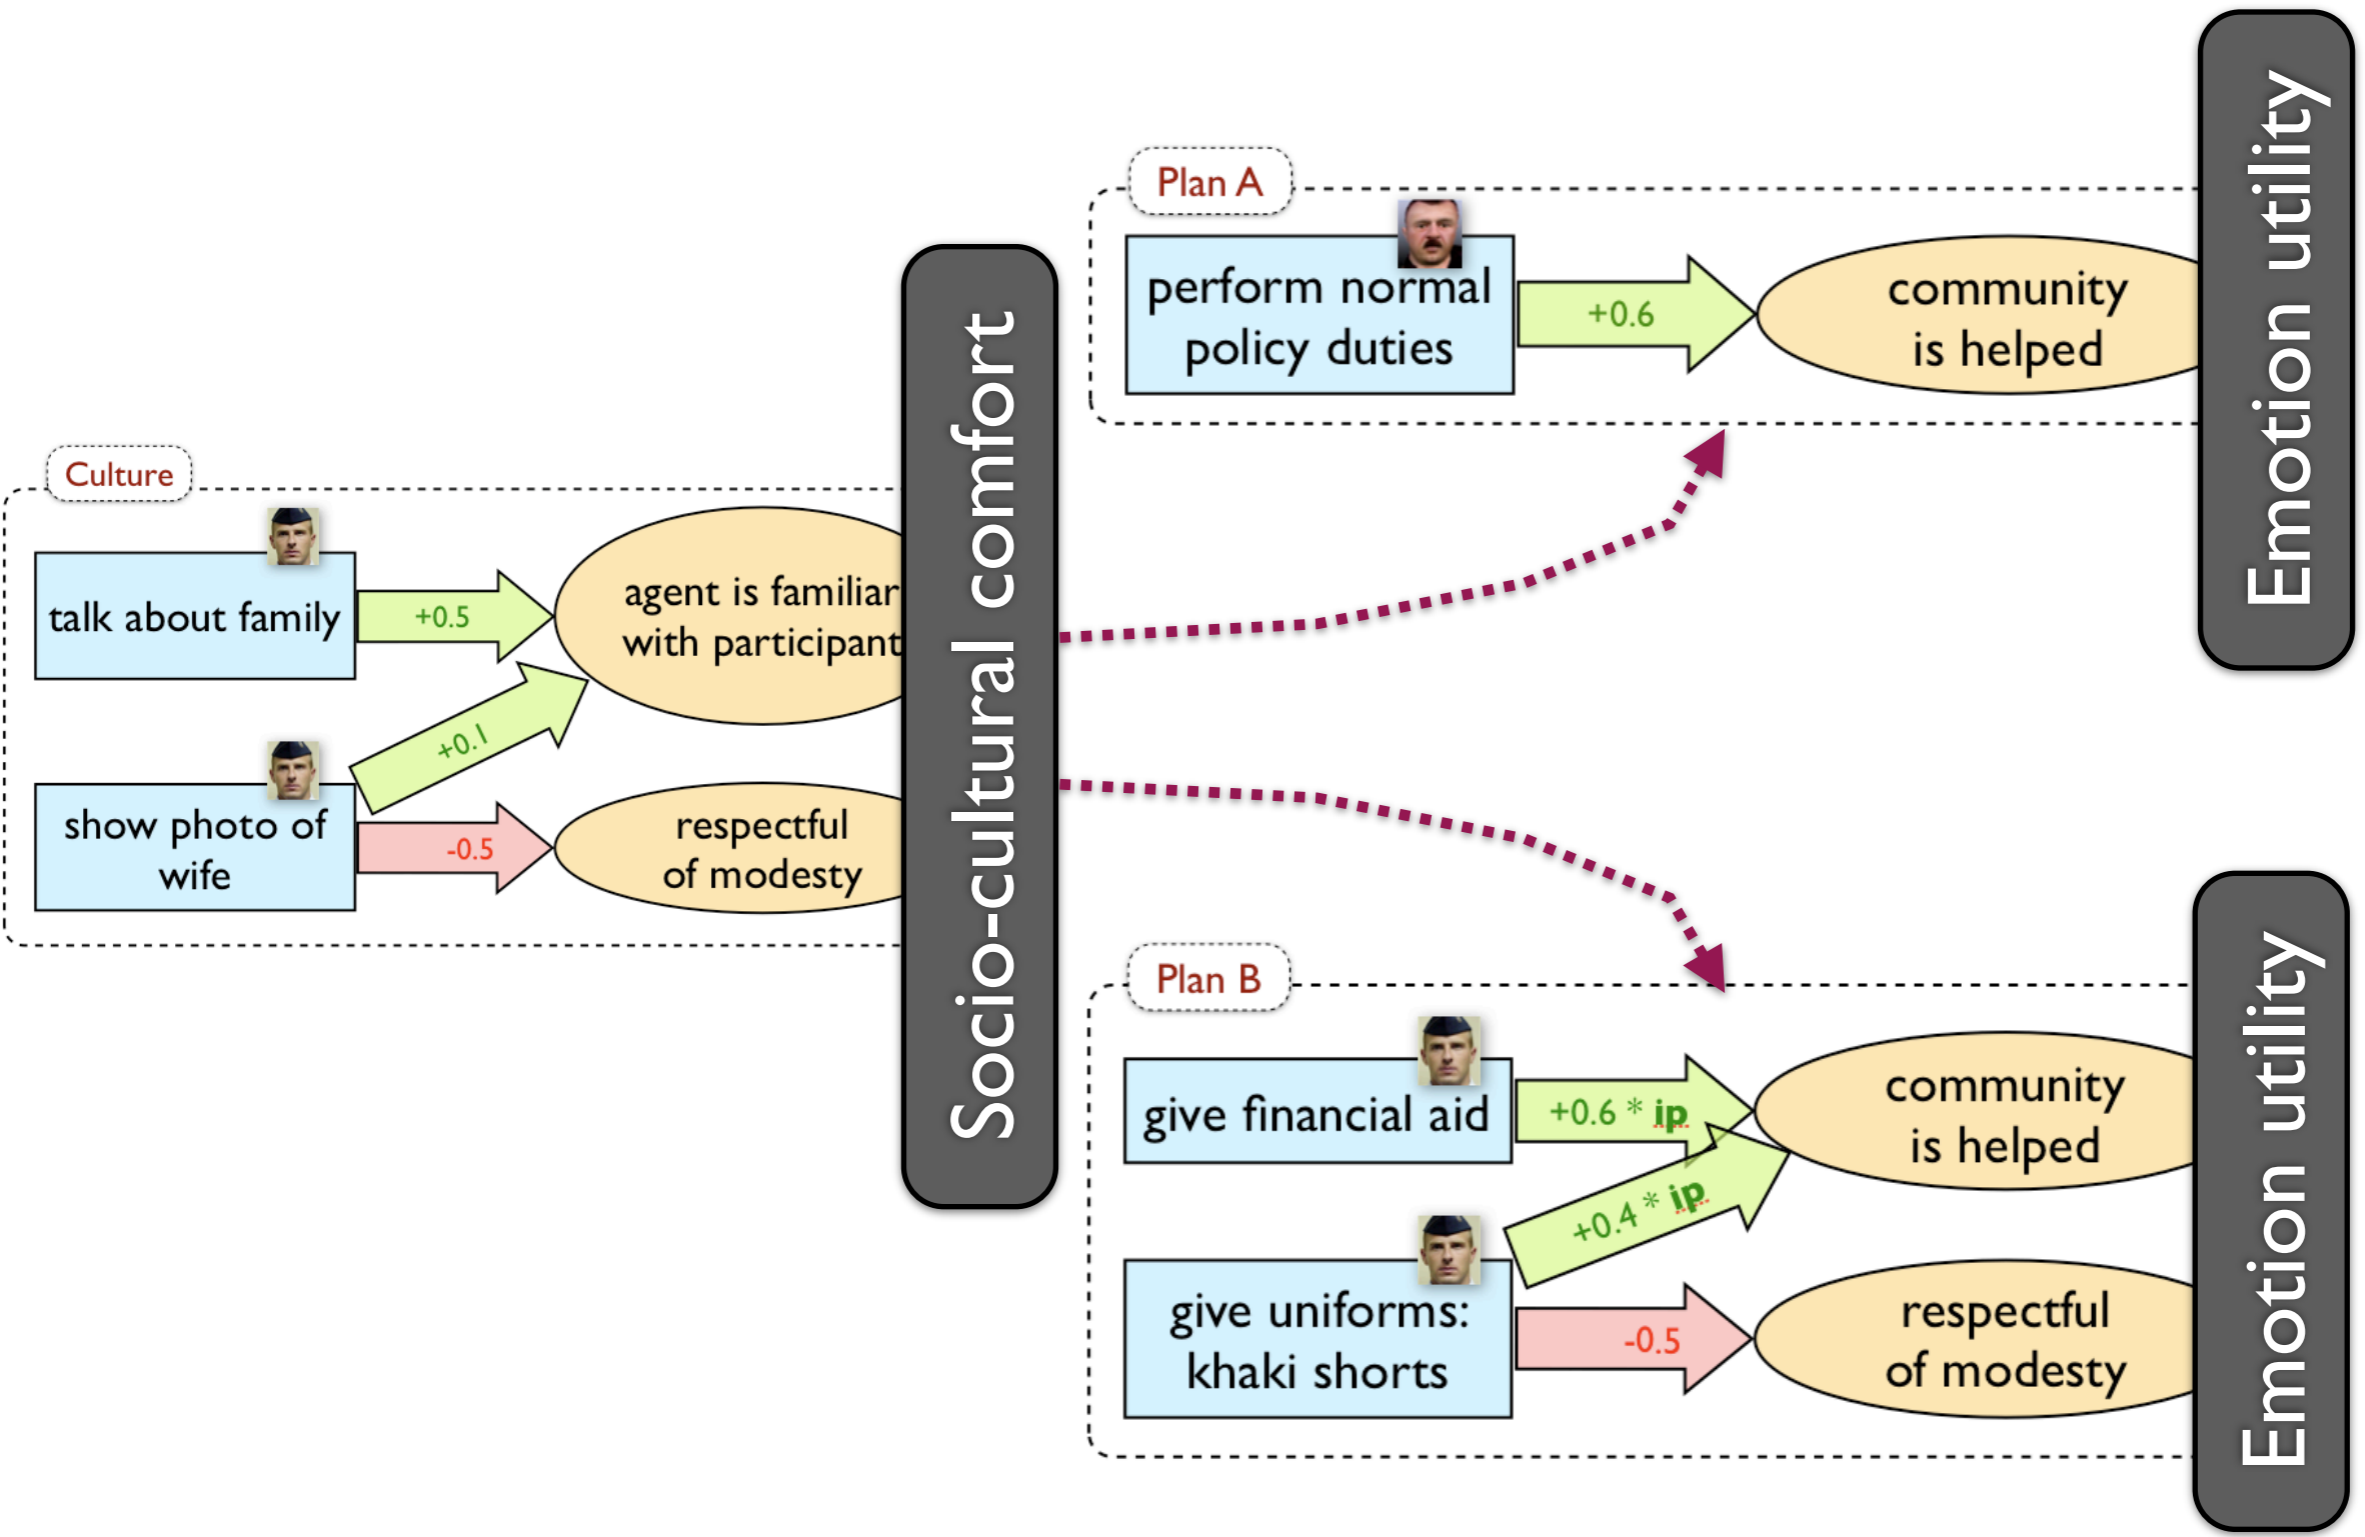 Culture
talk about family
+0.5
agent is familiar
with participant
+0.1
show photo of
wife
-0.5
respectful
of modesty
Socio-cultural comfort
Plan A
perform normal
policy duties
+0.6
community
is helped
Emotion utility
Plan B
give financial aid
+0.6 * ip
community
is helped
+0.4 * ip
give uniforms:
khaki shorts
-0.5
respectful
of modesty
Emotion utility